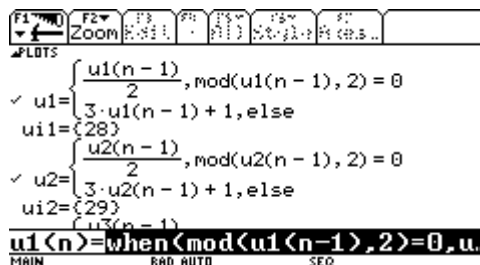 F1 F2
Zoom
PLOTS
u1(n - 1)
2
,mod(u1(n - 1), 2) = 0
✓ u1=
3·u1(n - 1) + 1, else
ui1={28}
u2(n - 1)
2
,mod(u2(n - 1), 2) = 0
✓ u2=
3·u2(n - 1) + 1, else
ui2={29}
u3(n - 1)
u1(n)=when(mod(u1(n-1),2)=0,u…
MAIN RAD AUTO SEQ